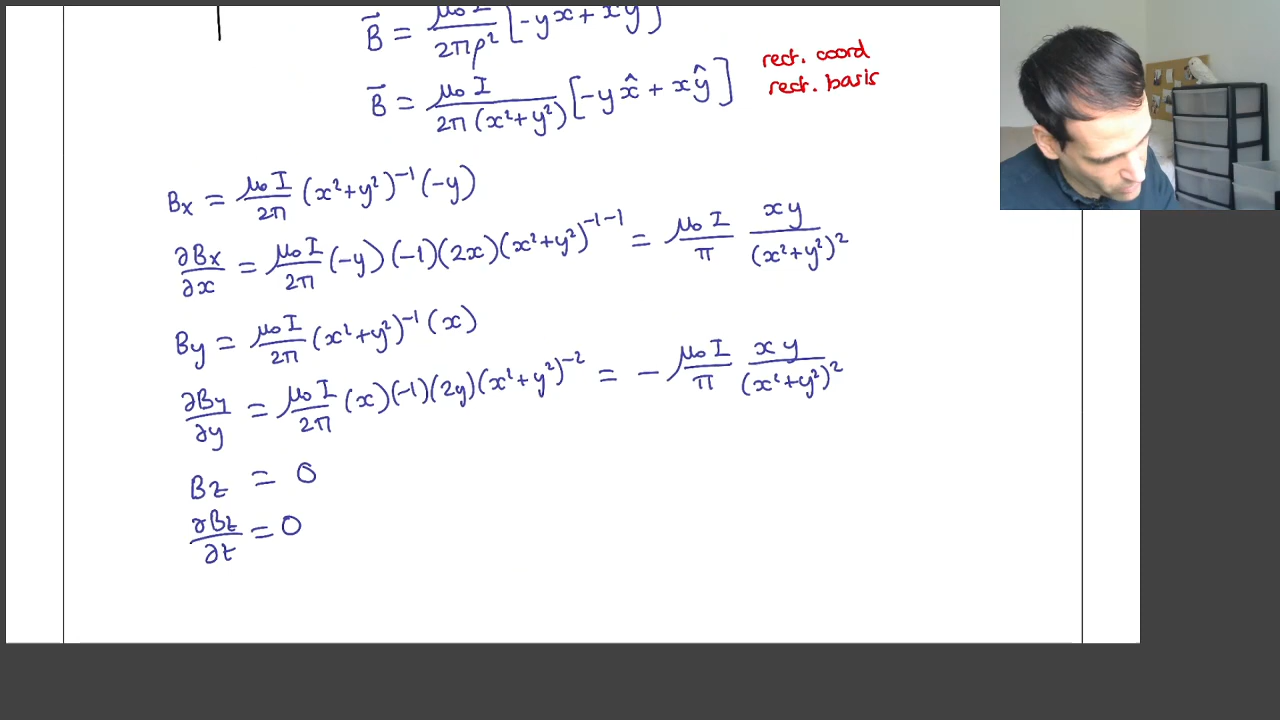 B⃗ = μ₀I / 2πρ² [-yx + xy]
B⃗ = μ₀I / 2π(x²+y²) [-y x̂ + x ŷ]
rect. coord
rect. basis
Bx = μ₀I/2π (x²+y²)⁻¹ (-y)
∂Bx/∂x = μ₀I/2π (-y)(-1)(2x)(x²+y²)⁻¹⁻¹ = μ₀I/π xy/(x²+y²)²
By = μ₀I/2π (x²+y²)⁻¹ (x)
∂By/∂y = μ₀I/2π (x)(-1)(2y)(x²+y²)⁻² = - μ₀I/π xy/(x²+y²)²
Bz = 0
∂Bz/∂z = 0